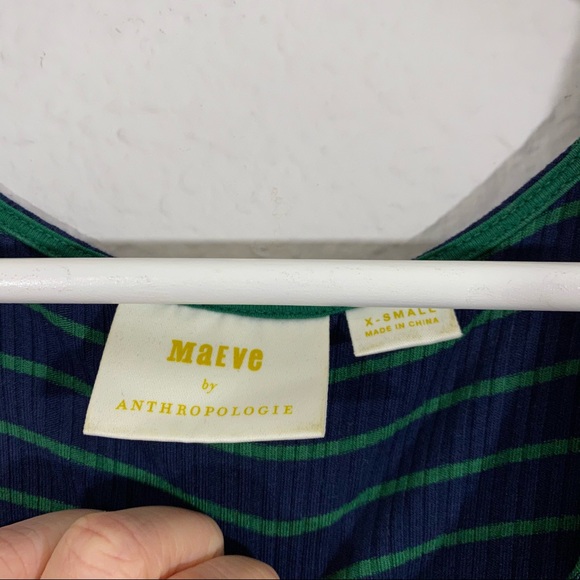 MaEve
by
ANTHROPOLOGIE
X-SMALL
MADE IN CHINA